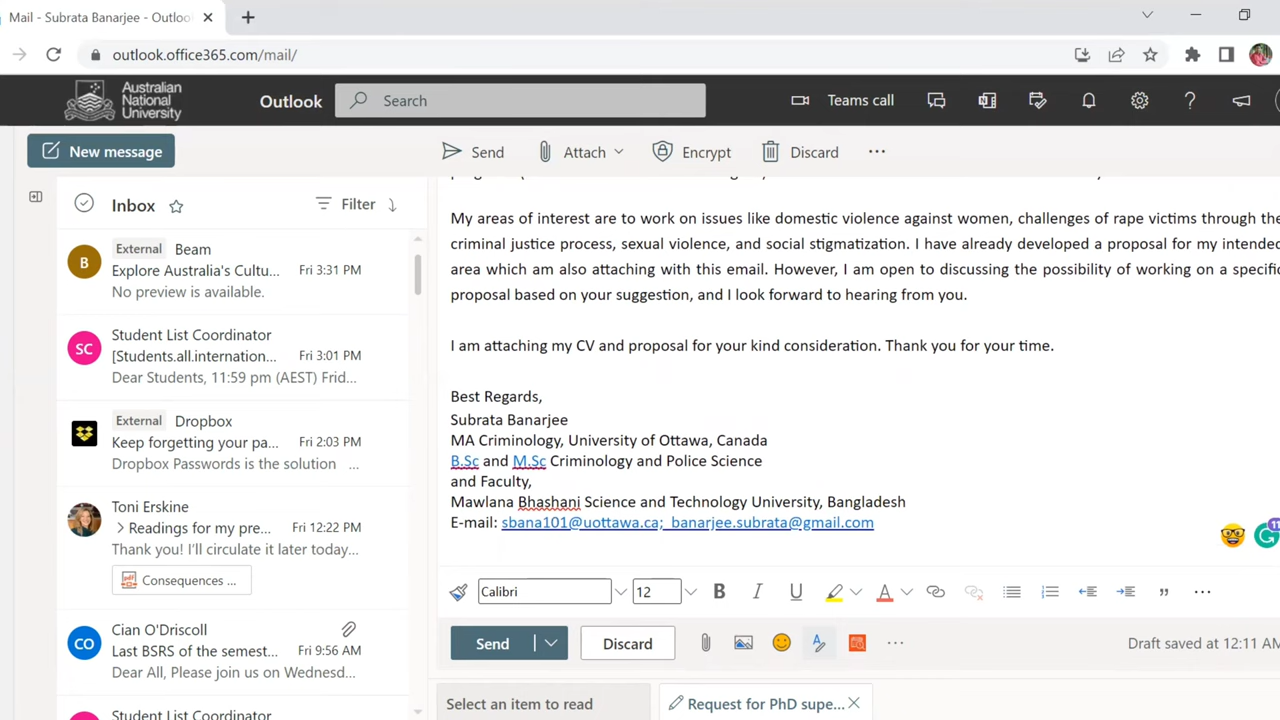 Mail - Subrata Banarjee - Outloo
outlook.office365.com/mail/
Australian
National
University
Outlook
Search
Teams call
New message
Send
Attach
Encrypt
Discard
Inbox
Filter
B
External Beam
Explore Australia's Cultu... Fri 3:31 PM
No preview is available.
SC
Student List Coordinator
[Students.all.internation... Fri 3:01 PM
Dear Students, 11:59 pm (AEST) Frid...
External Dropbox
Keep forgetting your pa... Fri 2:03 PM
Dropbox Passwords is the solution ...
Toni Erskine
> Readings for my pre... Fri 12:22 PM
Thank you! I'll circulate it later today...
Consequences ...
CO
Cian O'Driscoll
Last BSRS of the semest... Fri 9:56 AM
Dear All, Please join us on Wednesd...
Student List Coordinator
My areas of interest are to work on issues like domestic violence against women, challenges of rape victims through the
criminal justice process, sexual violence, and social stigmatization. I have already developed a proposal for my intended
area which am also attaching with this email. However, I am open to discussing the possibility of working on a specific
proposal based on your suggestion, and I look forward to hearing from you.
I am attaching my CV and proposal for your kind consideration. Thank you for your time.
Best Regards,
Subrata Banarjee
MA Criminology, University of Ottawa, Canada
B.Sc and M.Sc Criminology and Police Science
and Faculty,
Mawlana Bhashani Science and Technology University, Bangladesh
E-mail: sbana101@uottawa.ca; banarjee.subrata@gmail.com
Calibri
12
B I U
A
Send
Discard
Draft saved at 12:11 AM
Select an item to read
Request for PhD supe...